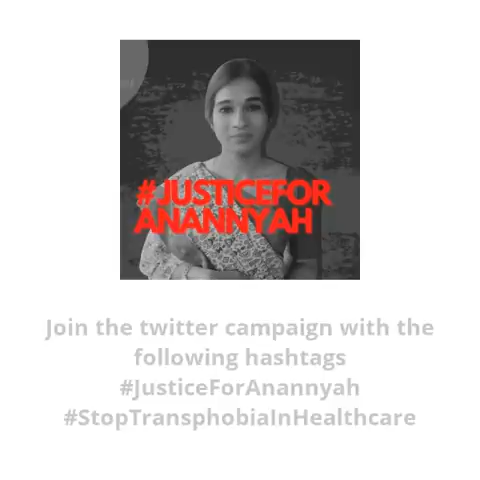 #JUSTICEFOR
ANANNYAH
Join the twitter campaign with the
following hashtags
#JusticeForAnannyah
#StopTransphobiaInHealthcare